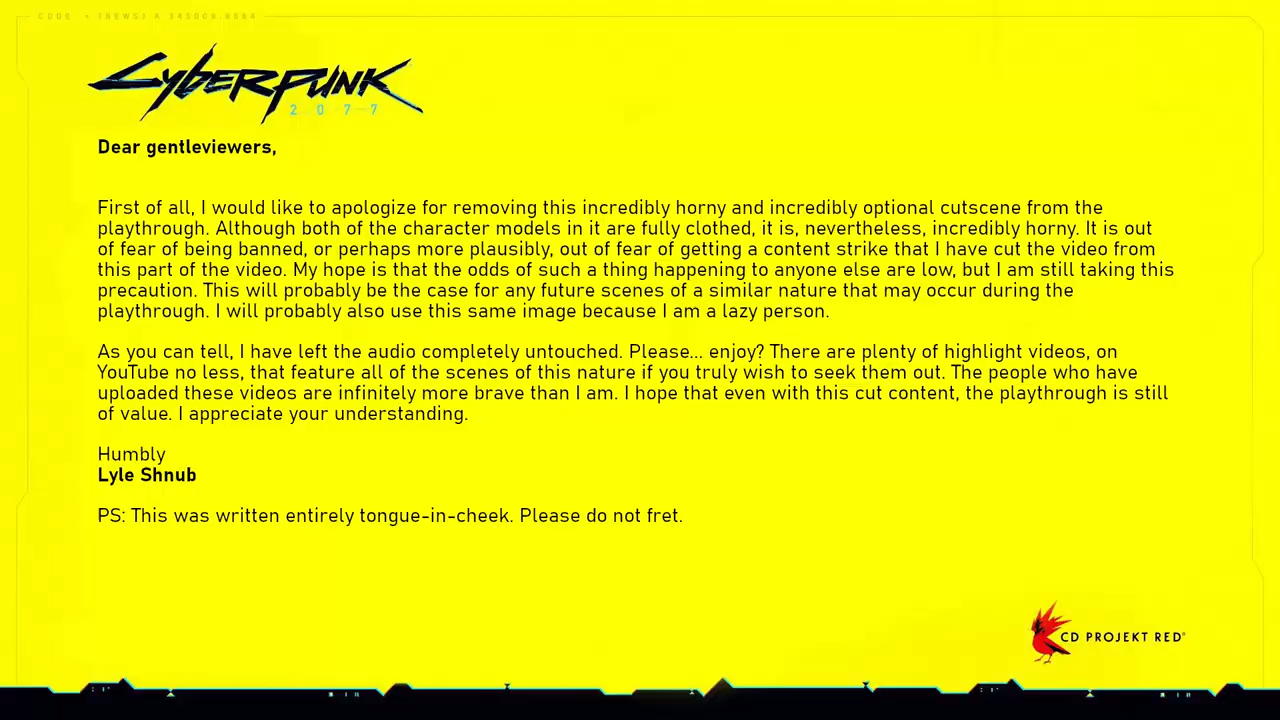 CODE + [NEWS] A 345009.8684
CYBERPUNK
2077
Dear gentleviewers,
First of all, I would like to apologize for removing this incredibly horny and incredibly optional cutscene from the
playthrough. Although both of the character models in it are fully clothed, it is, nevertheless, incredibly horny. It is out
of fear of being banned, or perhaps more plausibly, out of fear of getting a content strike that I have cut the video from
this part of the video. My hope is that the odds of such a thing happening to anyone else are low, but I am still taking this
precaution. This will probably be the case for any future scenes of a similar nature that may occur during the
playthrough. I will probably also use this same image because I am a lazy person.
As you can tell, I have left the audio completely untouched. Please... enjoy? There are plenty of highlight videos, on
YouTube no less, that feature all of the scenes of this nature if you truly wish to seek them out. The people who have
uploaded these videos are infinitely more brave than I am. I hope that even with this cut content, the playthrough is still
of value. I appreciate your understanding.
Humbly
Lyle Shnub
PS: This was written entirely tongue-in-cheek. Please do not fret.
CD PROJEKT RED®